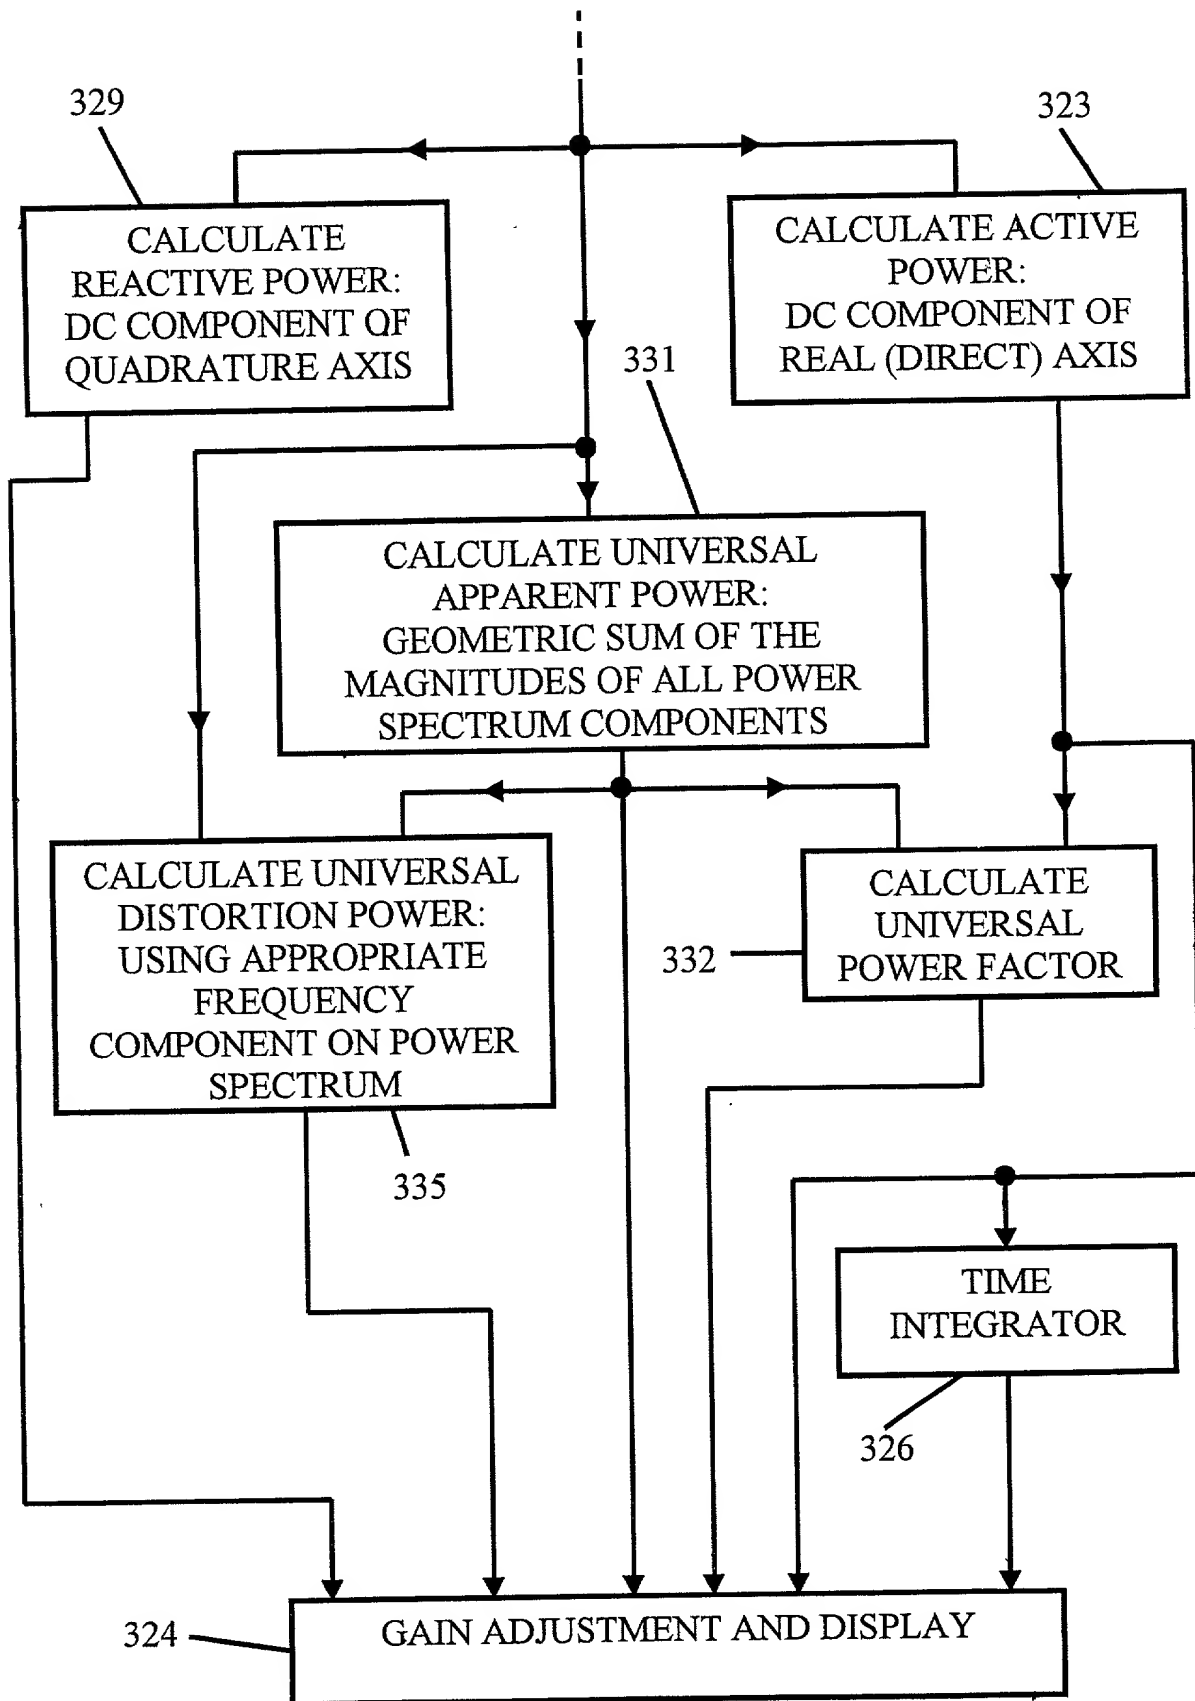 329
323
CALCULATE
REACTIVE POWER:
DC COMPONENT OF
QUADRATURE AXIS
CALCULATE ACTIVE
POWER:
DC COMPONENT OF
REAL (DIRECT) AXIS
331
CALCULATE UNIVERSAL
APPARENT POWER:
GEOMETRIC SUM OF THE
MAGNITUDES OF ALL POWER
SPECTRUM COMPONENTS
CALCULATE UNIVERSAL
DISTORTION POWER:
USING APPROPRIATE
FREQUENCY
COMPONENT ON POWER
SPECTRUM
335
332
CALCULATE
UNIVERSAL
POWER FACTOR
TIME
INTEGRATOR
326
324
GAIN ADJUSTMENT AND DISPLAY